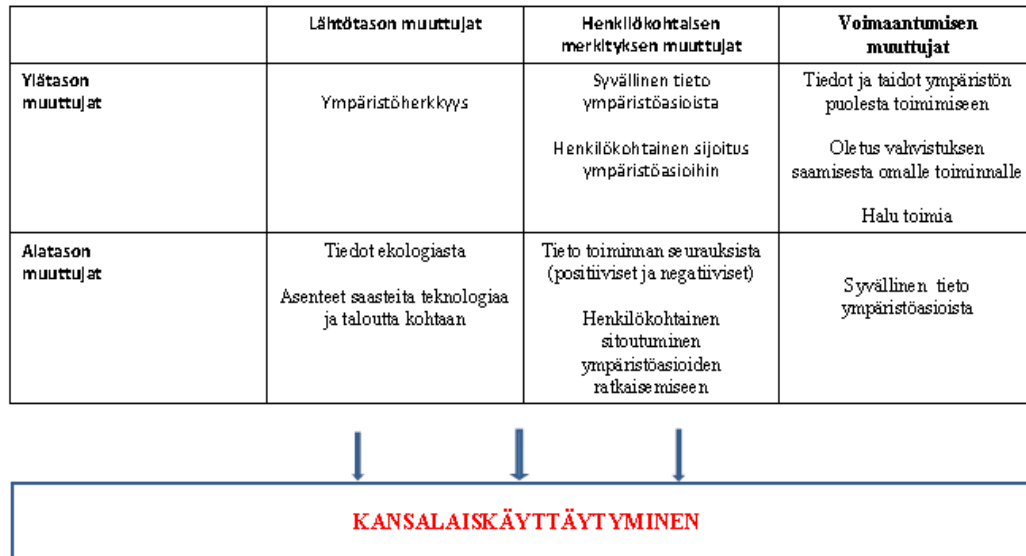 Lähtötason muuttujat
Henkilökohtaisen
merkityksen muuttujat
Voimaantumisen
muuttujat
Ylätason
muuttujat
Ympäristöherkkyys
Syvällinen tieto
ympäristöasioista
Henkilökohtainen sijoitus
ympäristöasioihin
Tiedot ja taidot ympäristön
puolesta toimimiseen
Oletus vahvistuksen
saamisesta omalle toiminnalle
Halu toimia
Alatason
muuttujat
Tiedot ekologiasta
Asenteet saasteita teknologiaa
ja taloutta kohtaan
Tieto toiminnan seurauksista
(positiiviset ja negatiiviset)
Henkilökohtainen
sitoutuminen
ympäristöasioiden
ratkaisemiseen
Syvällinen tieto
ympäristöasioista
KANSALAISKÄYTTÄYTYMINEN